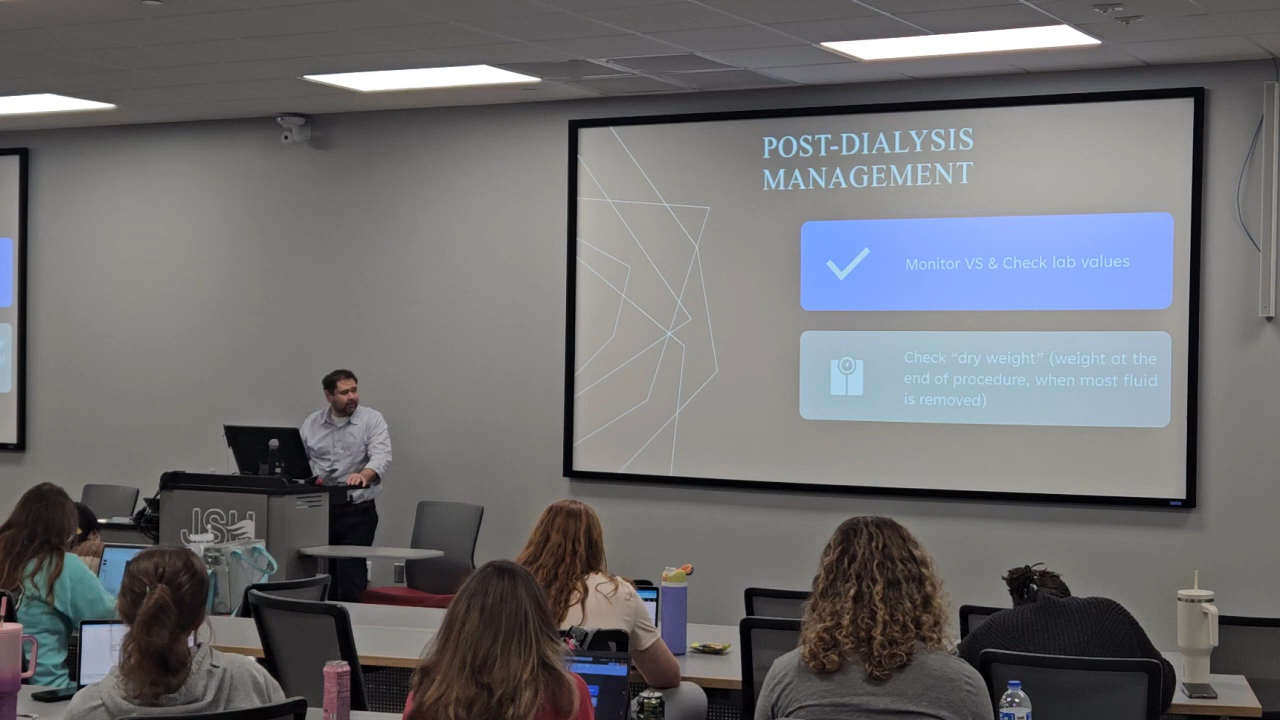 POST-DIALYSIS
MANAGEMENT
Monitor VS & Check lab values
Check “dry weight” (weight at the
end of procedure, when most fluid
is removed)
JSU